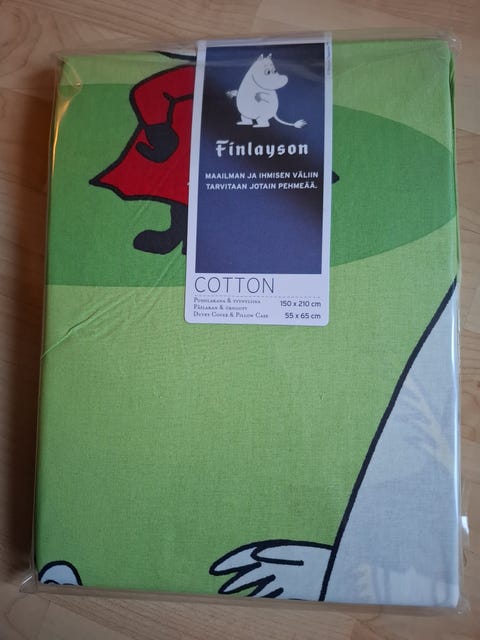 Finlayson
MAAILMAN JA IHMISEN VÄLIIN
TARVITAAN JOTAIN PEHMEÄÄ.
COTTON
Pussilakana & tyynyliina 150 x 210 cm
Påslakan & örngott 55 x 65 cm
Duvet Cover & Pillow Case